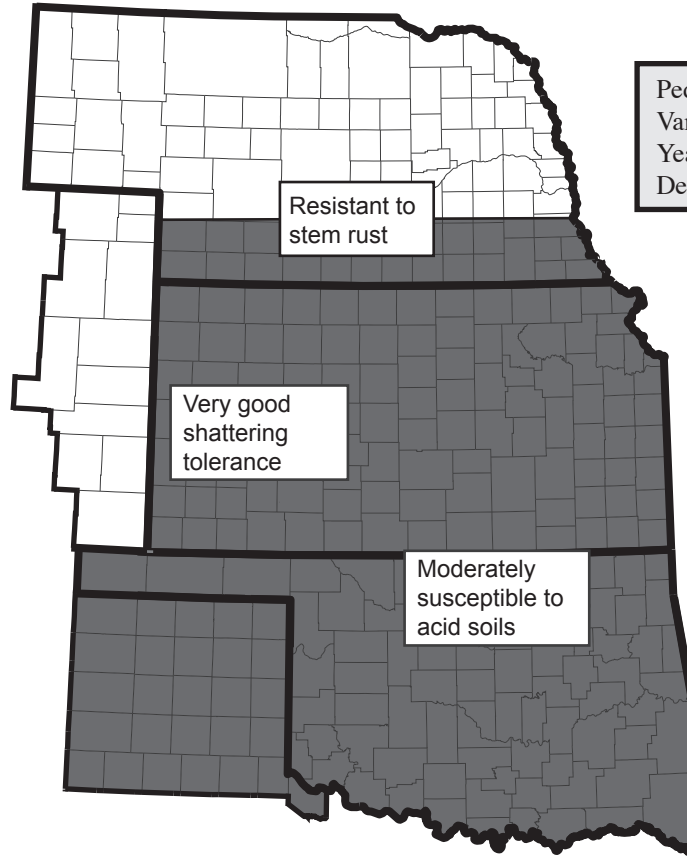 Resistant to
stem rust
Very good
shattering
tolerance
Moderately
susceptible to
acid soils